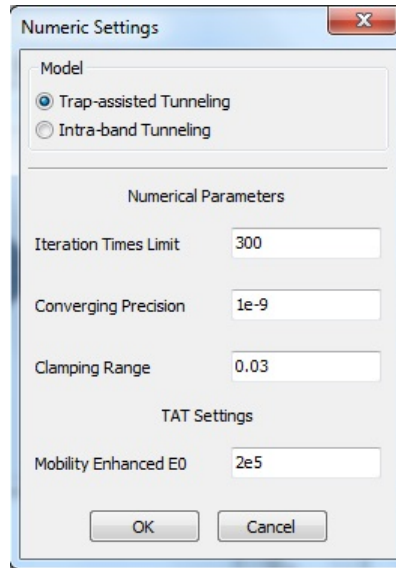 Numeric Settings
Model
Trap-assisted Tunneling
Intra-band Tunneling
Numerical Parameters
Iteration Times Limit 300
Converging Precision 1e-9
Clamping Range 0.03
TAT Settings
Mobility Enhanced E0 2e5
OK Cancel